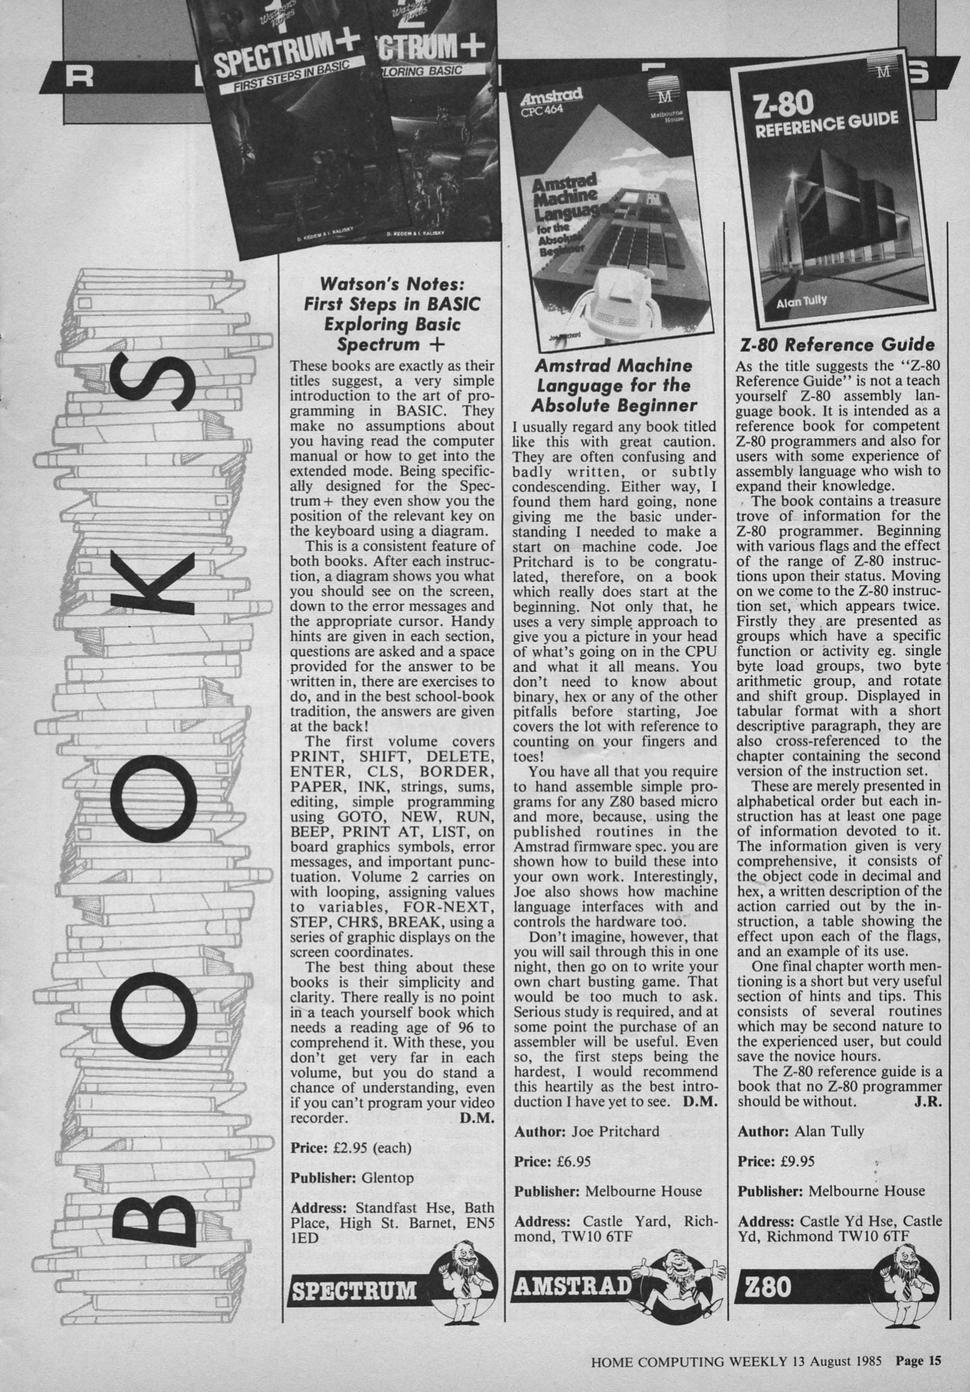 R
S
1
Watson's
Notes
SPECTRUM+
FIRST STEPS IN BASIC
D. KEDEM & I. KALISKY
2
Watson's
Notes
CTRUM+
LORING BASIC
D. KEDEM & I. KALISKY
Amstrad
CPC 464
M
Melbourne
House
Amstrad
Machine
Language
for the
Absolute
Beginner
Joe Pritchard
M
Z-80
REFERENCE GUIDE
Alan Tully
BOOKS
Watson's Notes:
First Steps in BASIC
Exploring Basic
Spectrum +
These books are exactly as their
titles suggest, a very simple
introduction to the art of pro-
gramming in BASIC. They
make no assumptions about
you having read the computer
manual or how to get into the
extended mode. Being specific-
ally designed for the Spec-
trum+ they even show you the
position of the relevant key on
the keyboard using a diagram.
This is a consistent feature of
both books. After each instruc-
tion, a diagram shows you what
you should see on the screen,
down to the error messages and
the appropriate cursor. Handy
hints are given in each section,
questions are asked and a space
provided for the answer to be
written in, there are exercises to
do, and in the best school-book
tradition, the answers are given
at the back!
The first volume covers
PRINT, SHIFT, DELETE,
ENTER, CLS, BORDER,
PAPER, INK, strings, sums,
editing, simple programming
using GOTO, NEW, RUN,
BEEP, PRINT AT, LIST, on
board graphics symbols, error
messages, and important punc-
tuation. Volume 2 carries on
with looping, assigning values
to variables, FOR-NEXT,
STEP, CHR$, BREAK, using a
series of graphic displays on the
screen coordinates.
The best thing about these
books is their simplicity and
clarity. There really is no point
in a teach yourself book which
needs a reading age of 96 to
comprehend it. With these, you
don't get very far in each
volume, but you do stand a
chance of understanding, even
if you can't program your video
recorder. D.M.
Price: £2.95 (each)
Publisher: Glentop
Address: Standfast Hse, Bath
Place, High St. Barnet, EN5
1ED
SPECTRUM
Amstrad Machine
Language for the
Absolute Beginner
I usually regard any book titled
like this with great caution.
They are often confusing and
badly written, or subtly
condescending. Either way, I
found them hard going, none
giving me the basic under-
standing I needed to make a
start on machine code. Joe
Pritchard is to be congratu-
lated, therefore, on a book
which really does start at the
beginning. Not only that, he
uses a very simple approach to
give you a picture in your head
of what's going on in the CPU
and what it all means. You
don't need to know about
binary, hex or any of the other
pitfalls before starting, Joe
covers the lot with reference to
counting on your fingers and
toes!
You have all that you require
to hand assemble simple pro-
grams for any Z80 based micro
and more, because, using the
published routines in the
Amstrad firmware spec. you are
shown how to build these into
your own work. Interestingly,
Joe also shows how machine
language interfaces with and
controls the hardware too.
Don't imagine, however, that
you will sail through this in one
night, then go on to write your
own chart busting game. That
would be too much to ask.
Serious study is required, and at
some point the purchase of an
assembler will be useful. Even
so, the first steps being the
hardest, I would recommend
this heartily as the best intro-
duction I have yet to see. D.M.
Author: Joe Pritchard
Price: £6.95
Publisher: Melbourne House
Address: Castle Yard, Rich-
mond, TW10 6TF
AMSTRAD
Z-80 Reference Guide
As the title suggests the "Z-80
Reference Guide" is not a teach
yourself Z-80 assembly lan-
guage book. It is intended as a
reference book for competent
Z-80 programmers and also for
users with some experience of
assembly language who wish to
expand their knowledge.
The book contains a treasure
trove of information for the
Z-80 programmer. Beginning
with various flags and the effect
of the range of Z-80 instruc-
tions upon their status. Moving
on we come to the Z-80 instruc-
tion set, which appears twice.
Firstly they are presented as
groups which have a specific
function or activity eg. single
byte load groups, two byte
arithmetic group, and rotate
and shift group. Displayed in
tabular format with a short
descriptive paragraph, they are
also cross-referenced to the
chapter containing the second
version of the instruction set.
These are merely presented in
alphabetical order but each in-
struction has at least one page
of information devoted to it.
The information given is very
comprehensive, it consists of
the object code in decimal and
hex, a written description of the
action carried out by the in-
struction, a table showing the
effect upon each of the flags,
and an example of its use.
One final chapter worth men-
tioning is a short but very useful
section of hints and tips. This
consists of several routines
which may be second nature to
the experienced user, but could
save the novice hours.
The Z-80 reference guide is a
book that no Z-80 programmer
should be without. J.R.
Author: Alan Tully
Price: £9.95
Publisher: Melbourne House
Address: Castle Yd Hse, Castle
Yd, Richmond TW10 6TF
Z80
HOME COMPUTING WEEKLY 13 August 1985 Page 15